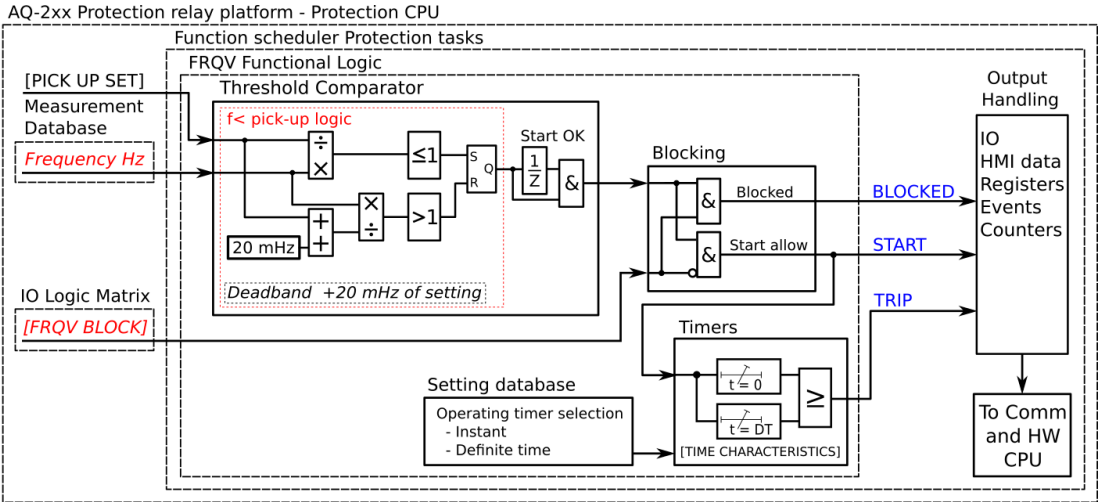 AQ-2xx Protection relay platform - Protection CPU
Function scheduler Protection tasks
FRQV Functional Logic
[PICK UP SET]
Measurement
Database
Frequency Hz
IO Logic Matrix
[FRQV BLOCK]
Threshold Comparator
f< pick-up logic
÷
×
≤1
S
R
Q
×
÷
>1
+
+
20 mHz
Deadband +20 mHz of setting
Start OK
1
Z
&
Blocking
&
Blocked
&
Start allow
BLOCKED
START
TRIP
Timers
t = 0
t = DT
≥
[TIME CHARACTERISTICS]
Setting database
Operating timer selection
- Instant
- Definite time
Output
Handling
IO
HMI data
Registers
Events
Counters
To Comm
and HW
CPU